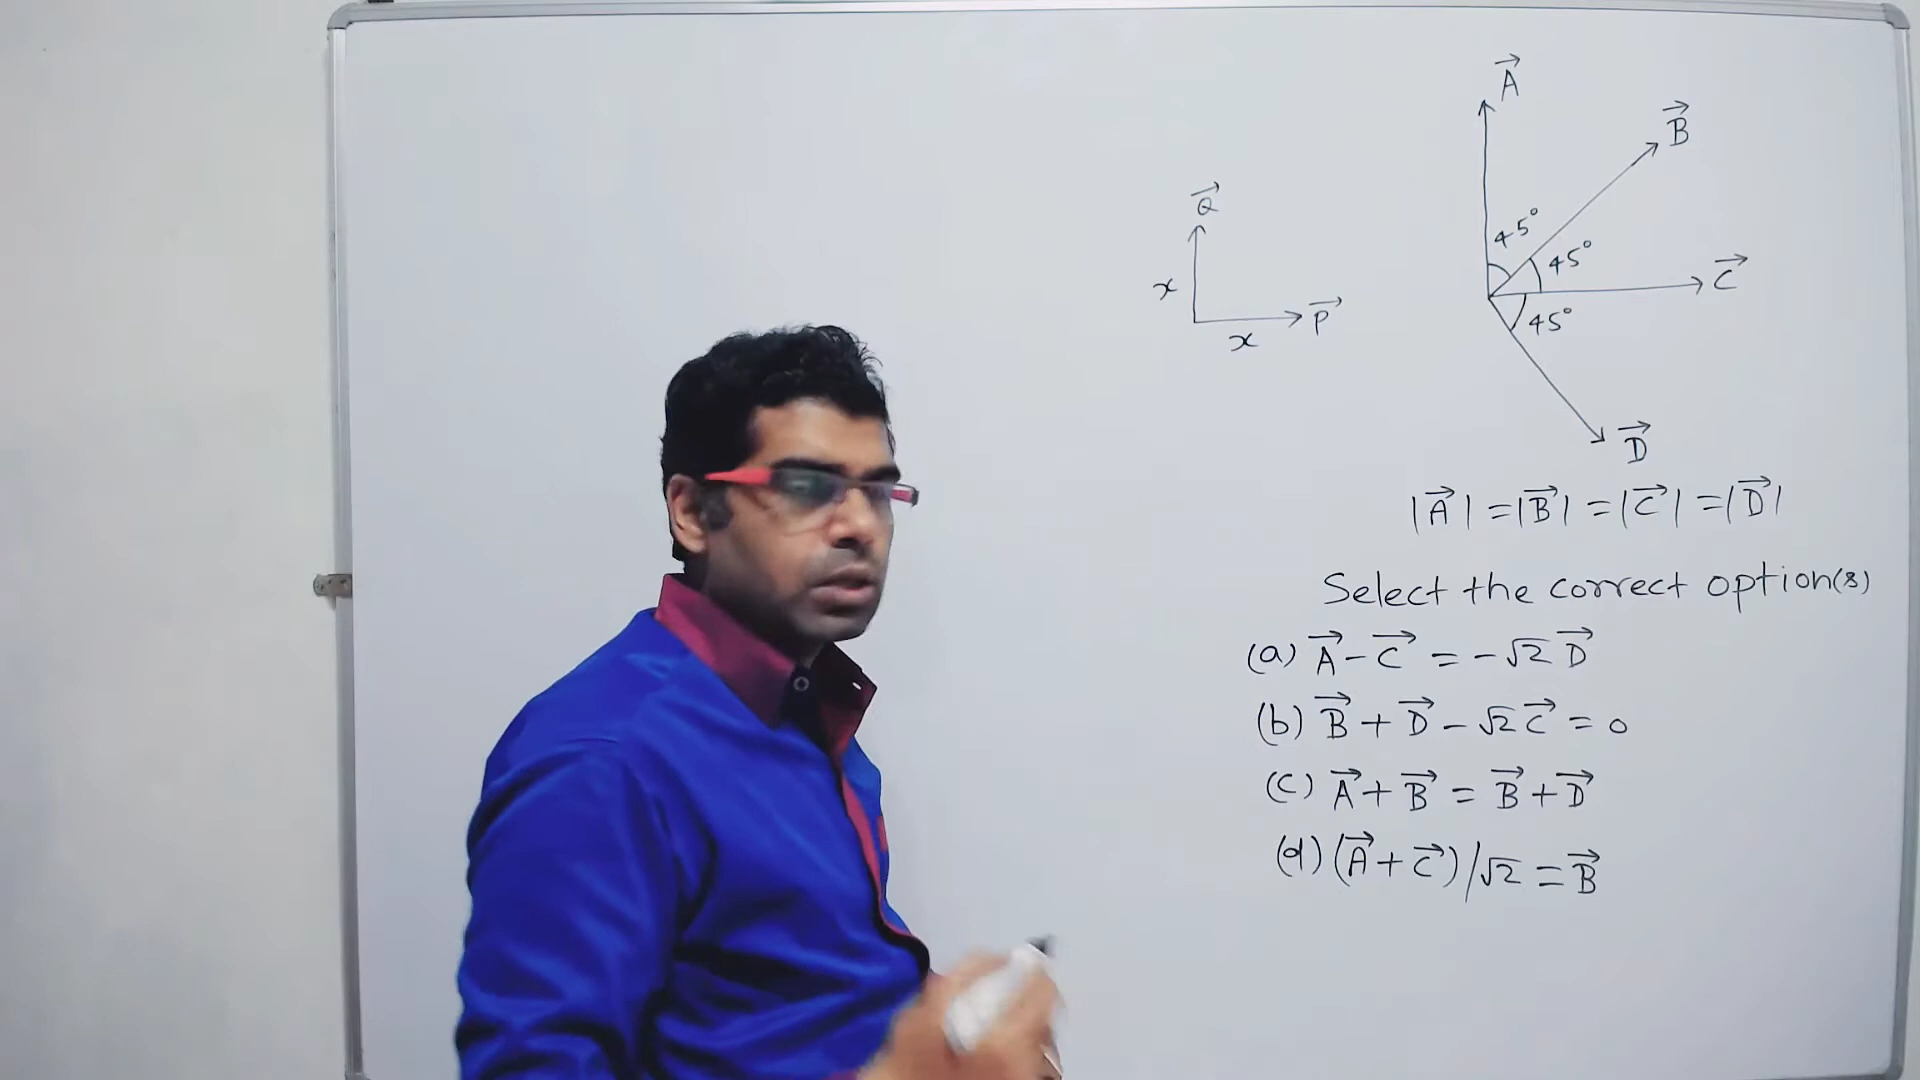 A⃗
B⃗
Q⃗
45°
45°
C⃗
x
P⃗
45°
x
D⃗
|A⃗| = |B⃗| = |C⃗| = |D⃗|
Select the correct option(s)
(a) A⃗ - C⃗ = -√2 D⃗
(b) B⃗ + D⃗ - √2 C⃗ = 0
(c) A⃗ + B⃗ = B⃗ + D⃗
(d) (A⃗ + C⃗)/√2 = B⃗